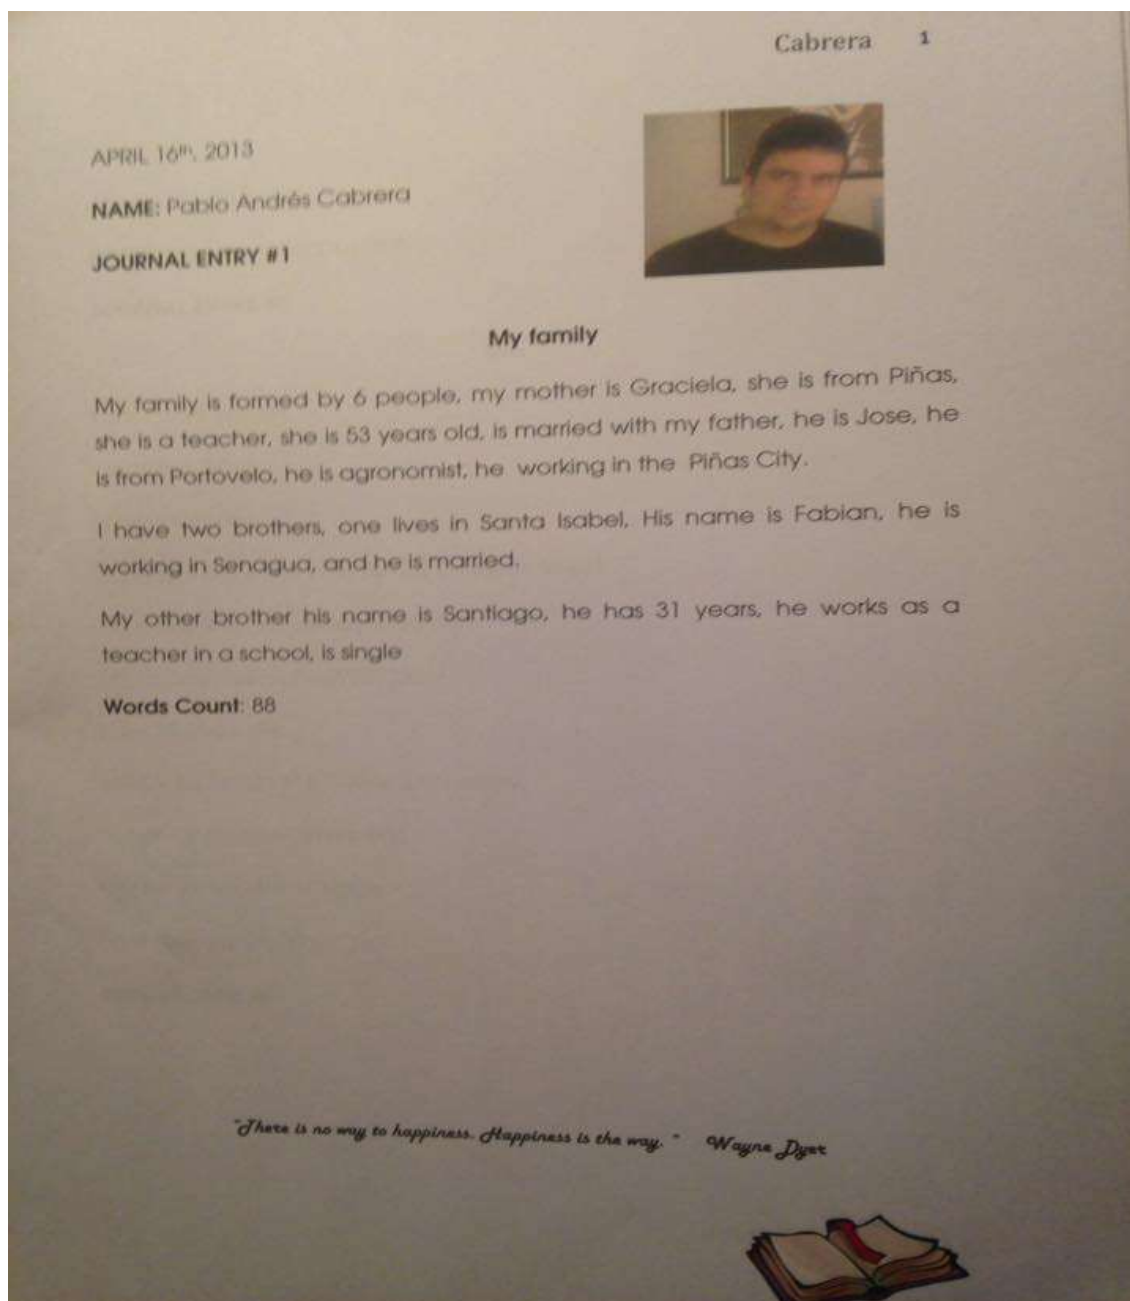 Cabrera 1
APRIL 16th, 2013
NAME: Pablo Andrés Cabrera
JOURNAL ENTRY #1
My family
My family is formed by 6 people, my mother is Graciela, she is from Piñas,
she is a teacher, she is 53 years old, is married with my father, he is Jose, he
is from Portovelo, he is agronomist, he working in the Piñas City.
I have two brothers, one lives in Santa Isabel, His name is Fabian, he is
working in Senagua, and he is married.
My other brother his name is Santiago, he has 31 years, he works as a
teacher in a school, is single
Words Count: 88
"There is no way to happiness. Happiness is the way. " Wayne Dyer